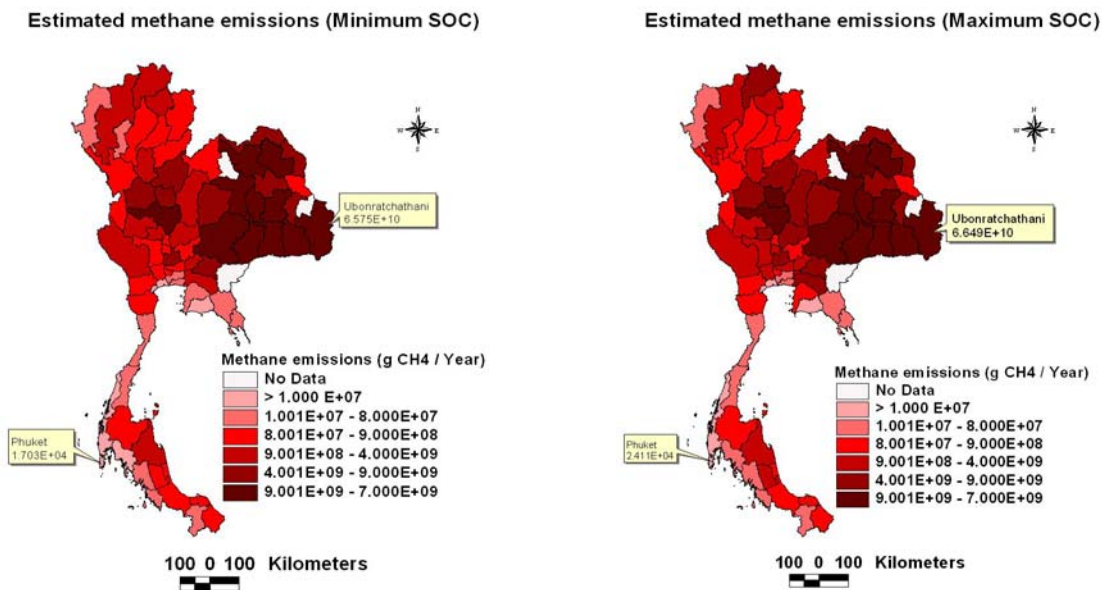 Estimated methane emissions (Minimum SOC)
N
W E
S
Ubonratchathani
6.575E+10
Methane emissions (g CH4 / Year)
No Data
> 1.000 E+07
1.001E+07 - 8.000E+07
8.001E+07 - 9.000E+08
9.001E+08 - 4.000E+09
4.001E+09 - 9.000E+09
9.001E+09 - 7.000E+09
Phuket
1.703E+04
100 0 100 Kilometers
Estimated methane emissions (Maximum SOC)
N
W E
S
Ubonratchathani
6.649E+10
Methane emissions (g CH4 / Year)
No Data
> 1.000 E+07
1.001E+07 - 8.000E+07
8.001E+07 - 9.000E+08
9.001E+08 - 4.000E+09
4.001E+09 - 9.000E+09
9.001E+09 - 7.000E+09
Phuket
2.411E+04
100 0 100 Kilometers